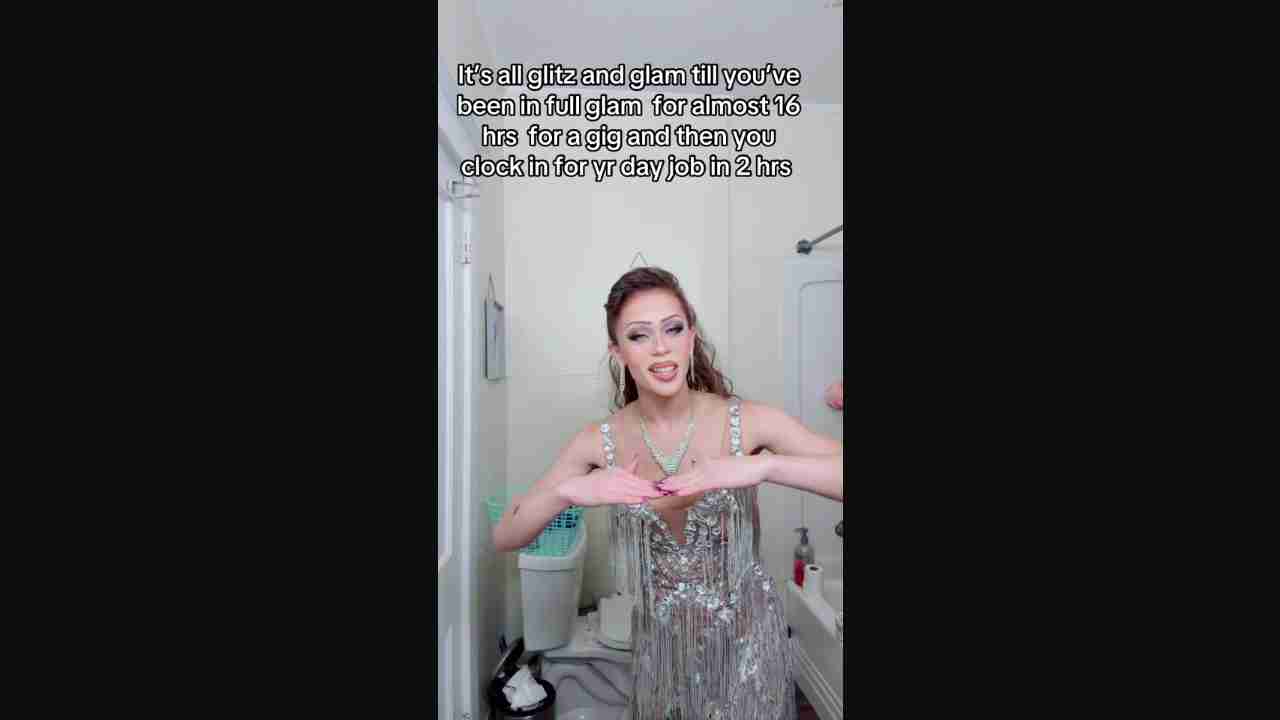 It's all glitz and glam till you've
been in full glam for almost 16
hrs for a gig and then you
clock in for yr day job in 2 hrs